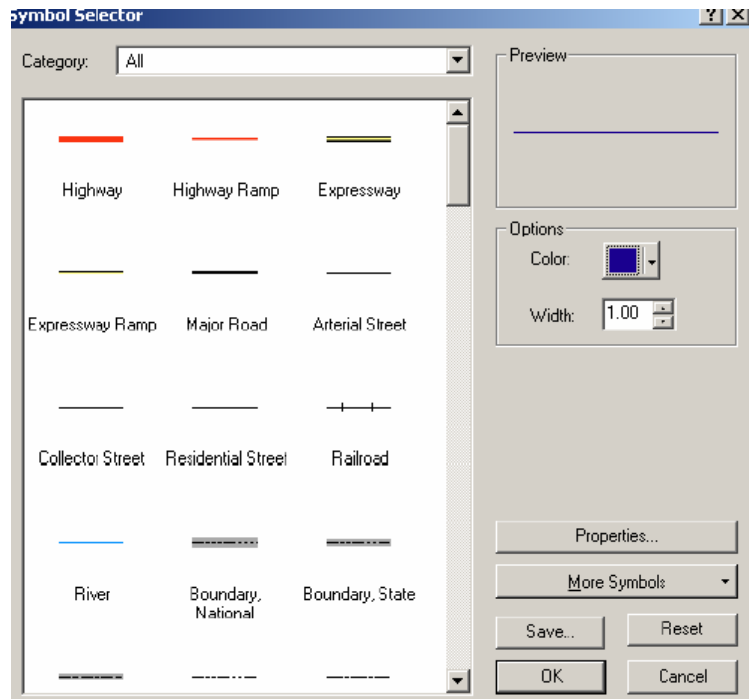 Symbol Selector
Category: All
Highway Highway Ramp Expressway
Expressway Ramp Major Road Arterial Street
Collector Street Residential Street Railroad
River Boundary, National Boundary, State
Preview
Options
Color:
Width: 1.00
Properties...
More Symbols
Save... Reset
OK Cancel